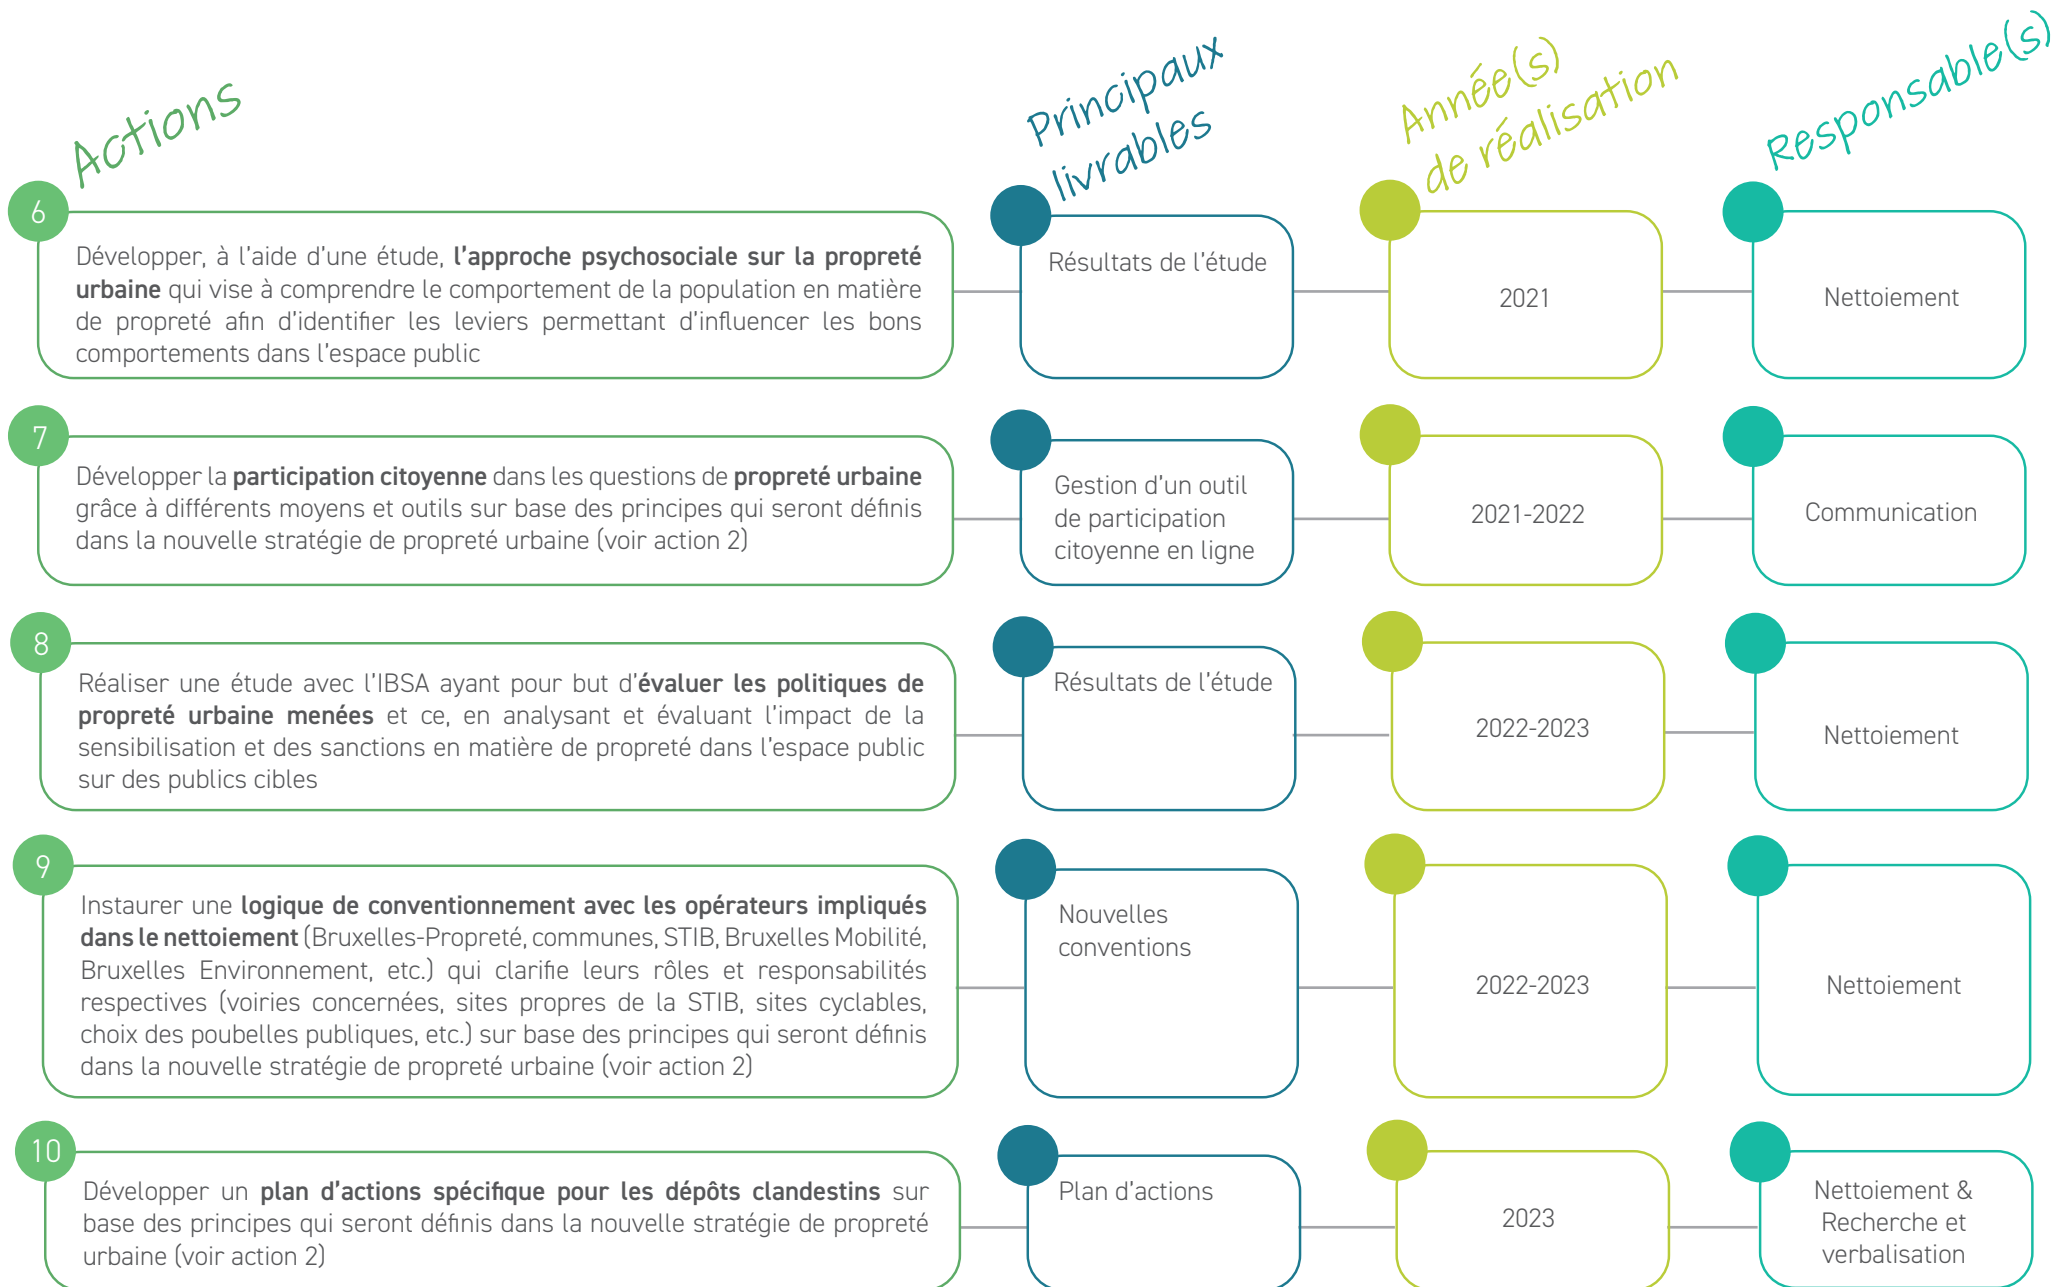 Actions
Principaux
livrables
Année(s)
de réalisation
Responsable(s)
6
Développer, à l'aide d'une étude, l'approche psychosociale sur la propreté
urbaine qui vise à comprendre le comportement de la population en matière
de propreté afin d'identifier les leviers permettant d'influencer les bons
comportements dans l'espace public
Résultats de l'étude
2021
Nettoiement
7
Développer la participation citoyenne dans les questions de propreté urbaine
grâce à différents moyens et outils sur base des principes qui seront définis
dans la nouvelle stratégie de propreté urbaine (voir action 2)
Gestion d'un outil
de participation
citoyenne en ligne
2021-2022
Communication
8
Réaliser une étude avec l'IBSA ayant pour but d'évaluer les politiques de
propreté urbaine menées et ce, en analysant et évaluant l'impact de la
sensibilisation et des sanctions en matière de propreté dans l'espace public
sur des publics cibles
Résultats de l'étude
2022-2023
Nettoiement
9
Instaurer une logique de conventionnement avec les opérateurs impliqués
dans le nettoiement (Bruxelles-Propreté, communes, STIB, Bruxelles Mobilité,
Bruxelles Environnement, etc.) qui clarifie leurs rôles et responsabilités
respectives (voiries concernées, sites propres de la STIB, sites cyclables,
choix des poubelles publiques, etc.) sur base des principes qui seront définis
dans la nouvelle stratégie de propreté urbaine (voir action 2)
Nouvelles
conventions
2022-2023
Nettoiement
10
Développer un plan d'actions spécifique pour les dépôts clandestins sur
base des principes qui seront définis dans la nouvelle stratégie de propreté
urbaine (voir action 2)
Plan d'actions
2023
Nettoiement &
Recherche et
verbalisation